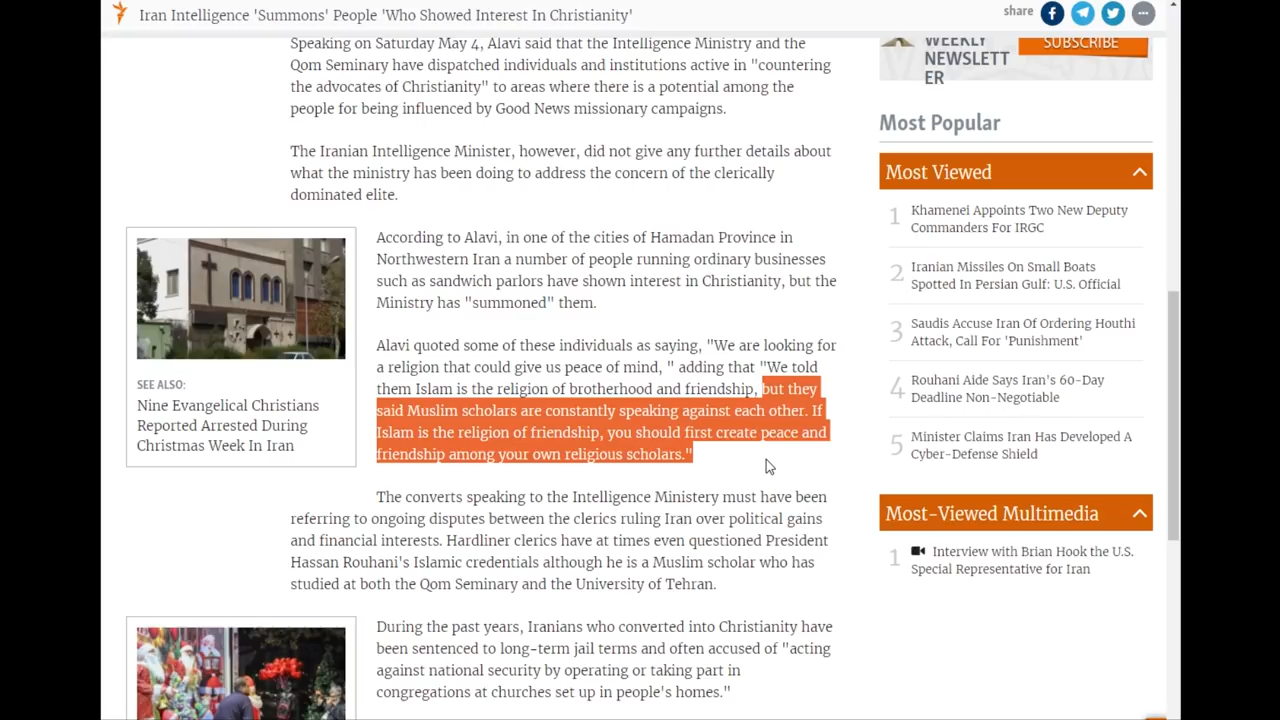 Iran Intelligence 'Summons' People 'Who Showed Interest In Christianity'
share
Speaking on Saturday May 4, Alavi said that the Intelligence Ministry and the
Qom Seminary have dispatched individuals and institutions active in "countering
the advocates of Christianity" to areas where there is a potential among the
people for being influenced by Good News missionary campaigns.
The Iranian Intelligence Minister, however, did not give any further details about
what the ministry has been doing to address the concern of the clerically
dominated elite.
According to Alavi, in one of the cities of Hamadan Province in
Northwestern Iran a number of people running ordinary businesses
such as sandwich parlors have shown interest in Christianity, but the
Ministry has "summoned" them.
SEE ALSO:
Nine Evangelical Christians
Reported Arrested During
Christmas Week In Iran
Alavi quoted some of these individuals as saying, "We are looking for
a religion that could give us peace of mind, " adding that "We told
them Islam is the religion of brotherhood and friendship, but they
said Muslim scholars are constantly speaking against each other. If
Islam is the religion of friendship, you should first create peace and
friendship among your own religious scholars."
The converts speaking to the Intelligence Ministery must have been
referring to ongoing disputes between the clerics ruling Iran over political gains
and financial interests. Hardliner clerics have at times even questioned President
Hassan Rouhani's Islamic credentials although he is a Muslim scholar who has
studied at both the Qom Seminary and the University of Tehran.
During the past years, Iranians who converted into Christianity have
been sentenced to long-term jail terms and often accused of "acting
against national security by operating or taking part in
congregations at churches set up in people's homes."
WEEKLY
NEWSLETT
ER
SUBSCRIBE
Most Popular
Most Viewed
1 Khamenei Appoints Two New Deputy
Commanders For IRGC
2 Iranian Missiles On Small Boats
Spotted In Persian Gulf: U.S. Official
3 Saudis Accuse Iran Of Ordering Houthi
Attack, Call For 'Punishment'
4 Rouhani Aide Says Iran's 60-Day
Deadline Non-Negotiable
5 Minister Claims Iran Has Developed A
Cyber-Defense Shield
Most-Viewed Multimedia
1 Interview with Brian Hook the U.S.
Special Representative for Iran